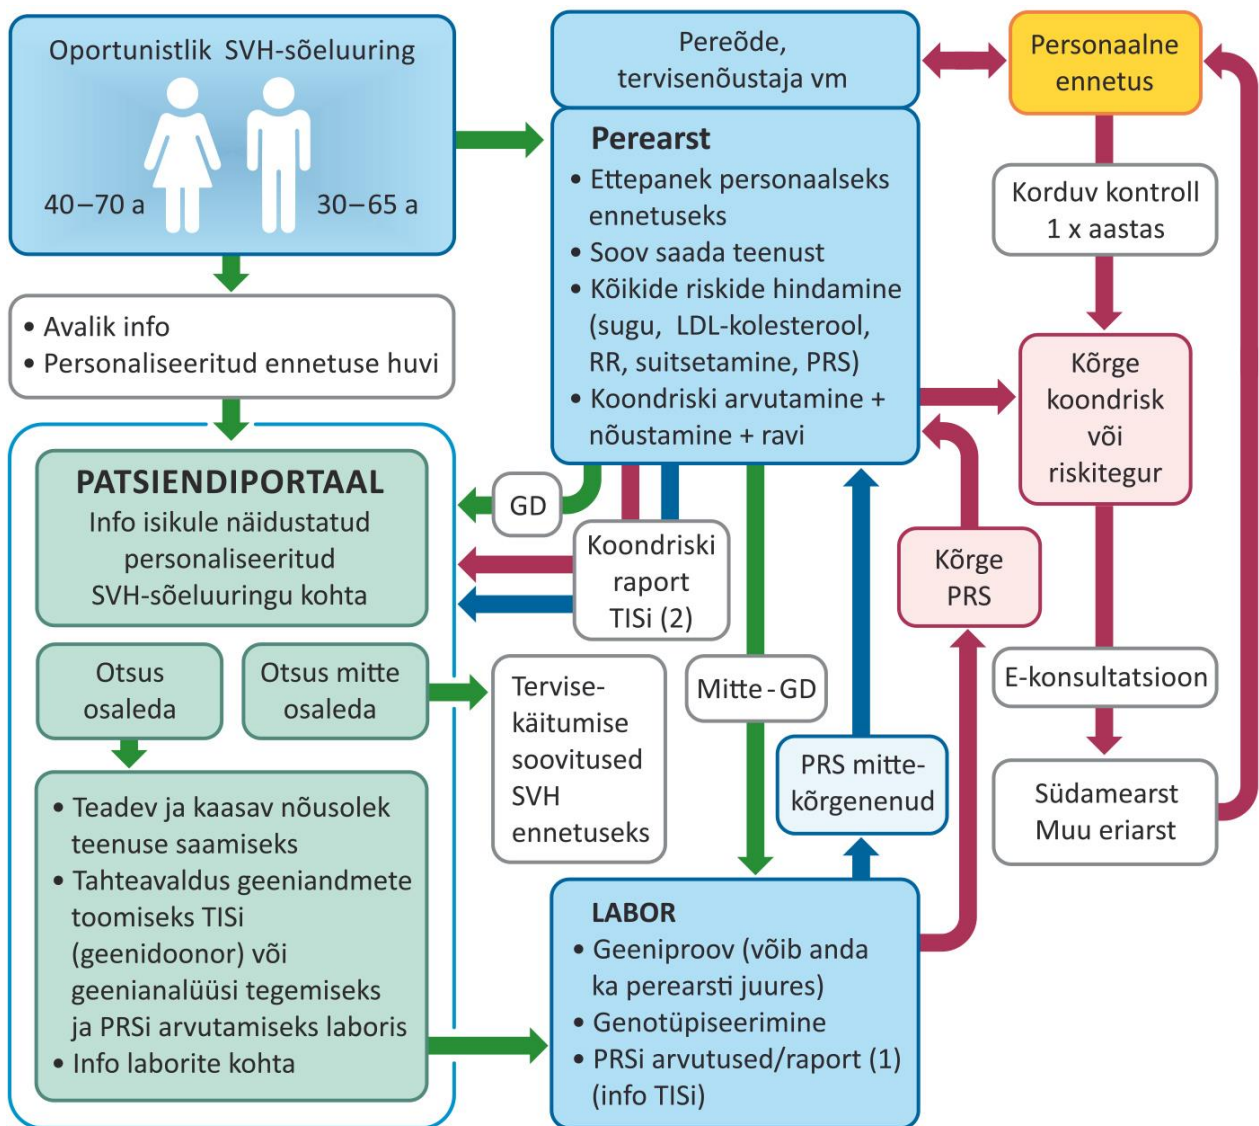 Oportunistlik SVH-sõeluuring
40–70 a
30–65 a
• Avalik info
• Personaliseeritud ennetuse huvi
PATSIENDIPORTAAL
Info isikule näidustatud
personaliseeritud
SVH-sõeluuringu kohta
Otsus
osaleda
Otsus mitte
osaleda
• Teadev ja kaasav nõusolek
teenuse saamiseks
• Tahteavaldus geeniandmete
toomiseks TISi
(geenidoonor) või
geenianalüüsi tegemiseks
ja PRSi arvutamiseks laboris
• Info laborite kohta
Pereõde,
tervisenõustaja vm
Perearst
• Ettepanek personaalseks
ennetuseks
• Soov saada teenust
• Kõikide riskide hindamine
(sugu, LDL-kolesterool,
RR, suitsetamine, PRS)
• Koondriski arvutamine +
nõustamine + ravi
GD
Koondriski
raport
TISi (2)
Tervise-
käitumise
soovitused
SVH
ennetuseks
Mitte-GD
PRS mitte-
kõrgenenud
LABOR
• Geeniproov (võib anda
ka perearsti juures)
• Genotüpiseerimine
• PRSi arvutused/raport (1)
(info TISi)
Kõrge
PRS
Personaalne
ennetus
Korduv kontroll
1 x aastas
Kõrge
koondrisk
või
riskitegur
E-konsultatsioon
Südamearst
Muu eriarst